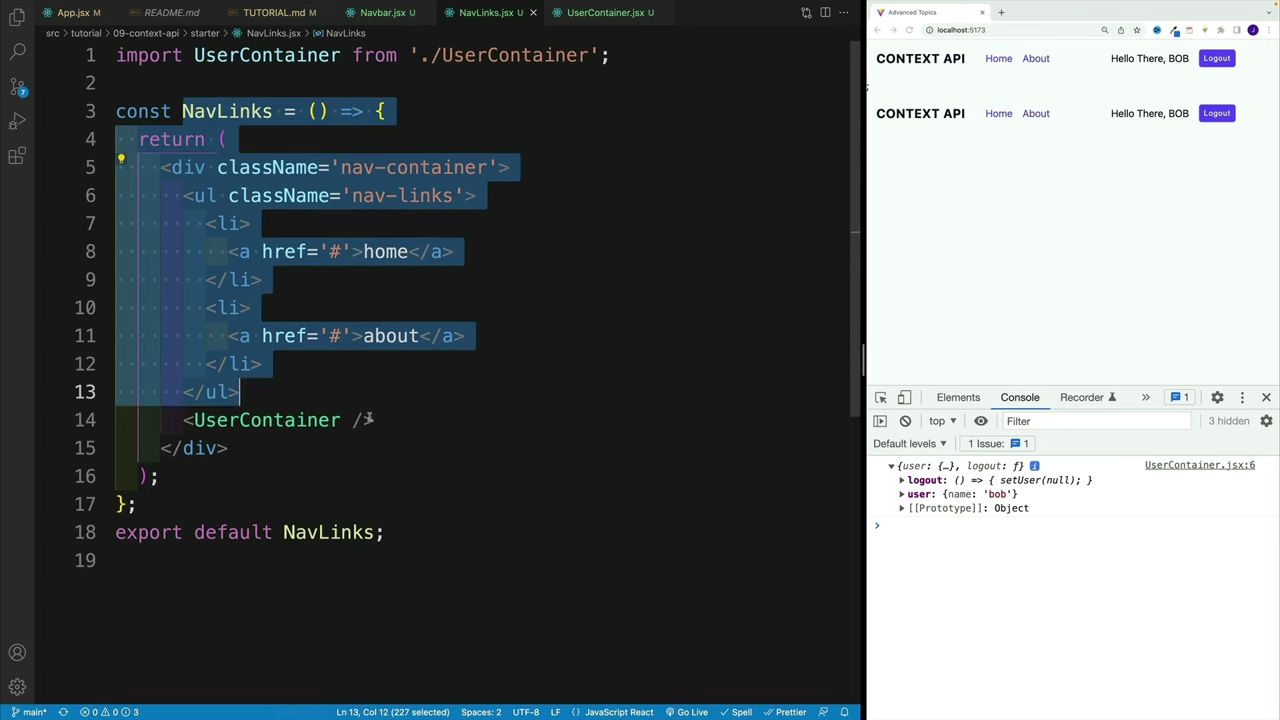 App.jsx M
README.md
TUTORIAL.md M
Navbar.jsx U
NavLinks.jsx U
UserContainer.jsx U
src > tutorial > 09-context-api > starter > NavLinks.jsx > NavLinks
1 import UserContainer from './UserContainer';
2
3 const NavLinks = () => {
4 return (
5 <div className='nav-container'>
6 <ul className='nav-links'>
7 <li>
8 <a href='#'>home</a>
9 </li>
10 <li>
11 <a href='#'>about</a>
12 </li>
13 </ul>
14 <UserContainer />
15 </div>
16 );
17 };
18 export default NavLinks;
19
7
main* 0 0 3 Ln 13, Col 12 (227 selected) Spaces: 2 UTF-8 LF {} JavaScript React Go Live Spell Prettier
Advanced Topics
localhost:5173
J
CONTEXT API Home About Hello There, BOB Logout
;
CONTEXT API Home About Hello There, BOB Logout
Elements Console Recorder » 1
top Filter 3 hidden
Default levels 1 Issue: 1
{user: {…}, logout: ƒ} i UserContainer.jsx:6
logout: () => { setUser(null); }
user: {name: 'bob'}
[[Prototype]]: Object
>